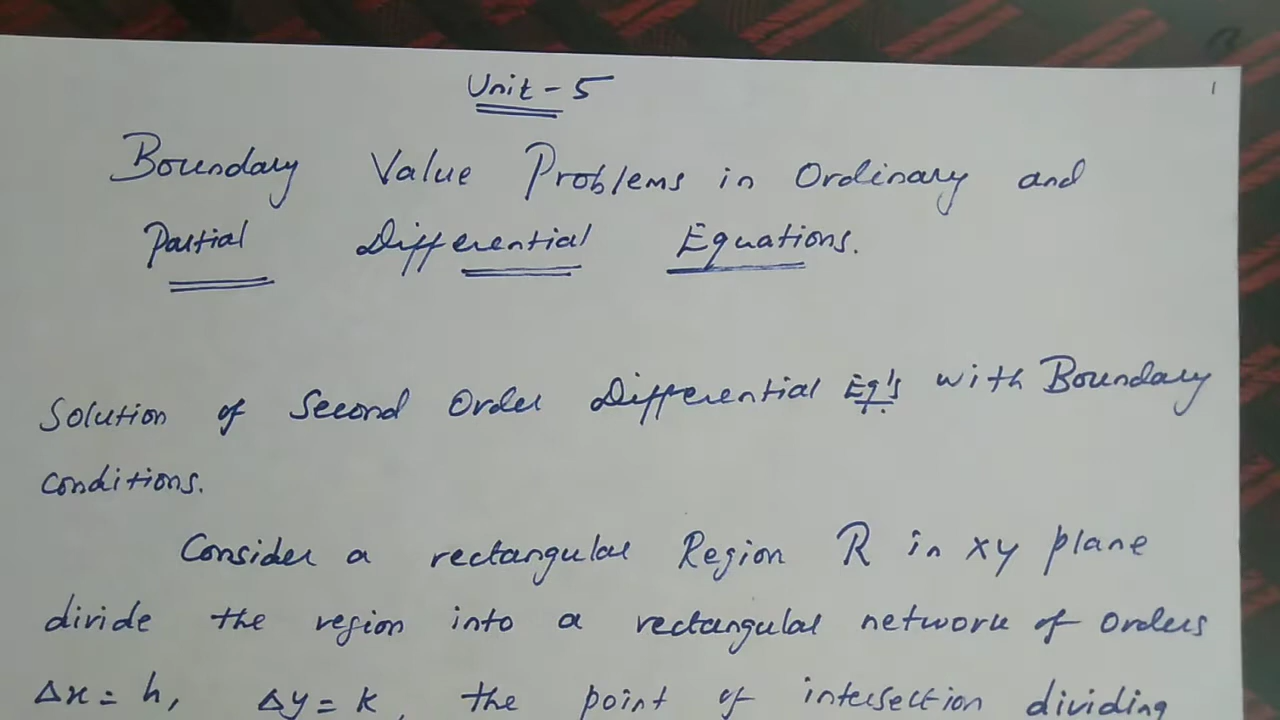 Unit - 5
1
Boundary Value Problems in Ordinary and
Partial Differential Equations.
Solution of Second Order Differential Eq's with Boundary
conditions.
Consider a rectangular Region R in xy plane
divide the region into a rectangular network of orders
Δx = h, Δy = k, the point of intersection dividing